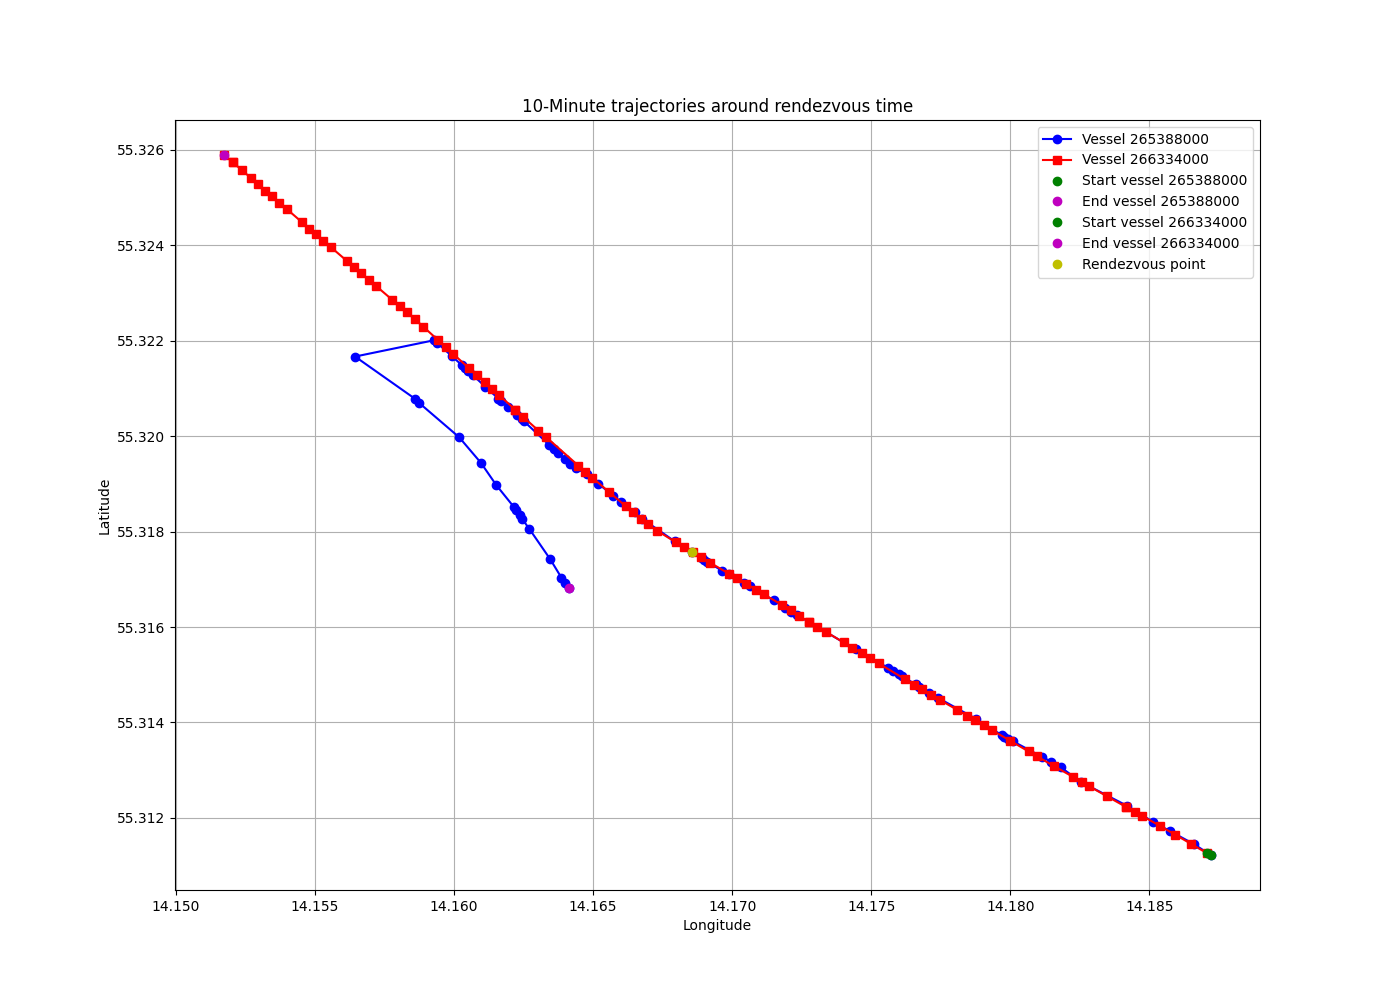 10-Minute trajectories around rendezvous time
Vessel 265388000
Vessel 266334000
Start vessel 265388000
End vessel 265388000
Start vessel 266334000
End vessel 266334000
Rendezvous point
Latitude
55.326
55.324
55.322
55.320
55.318
55.316
55.314
55.312
14.150 14.155 14.160 14.165 14.170 14.175 14.180 14.185
Longitude